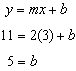 y = mx + b
11 = 2(3) + b
5 = b